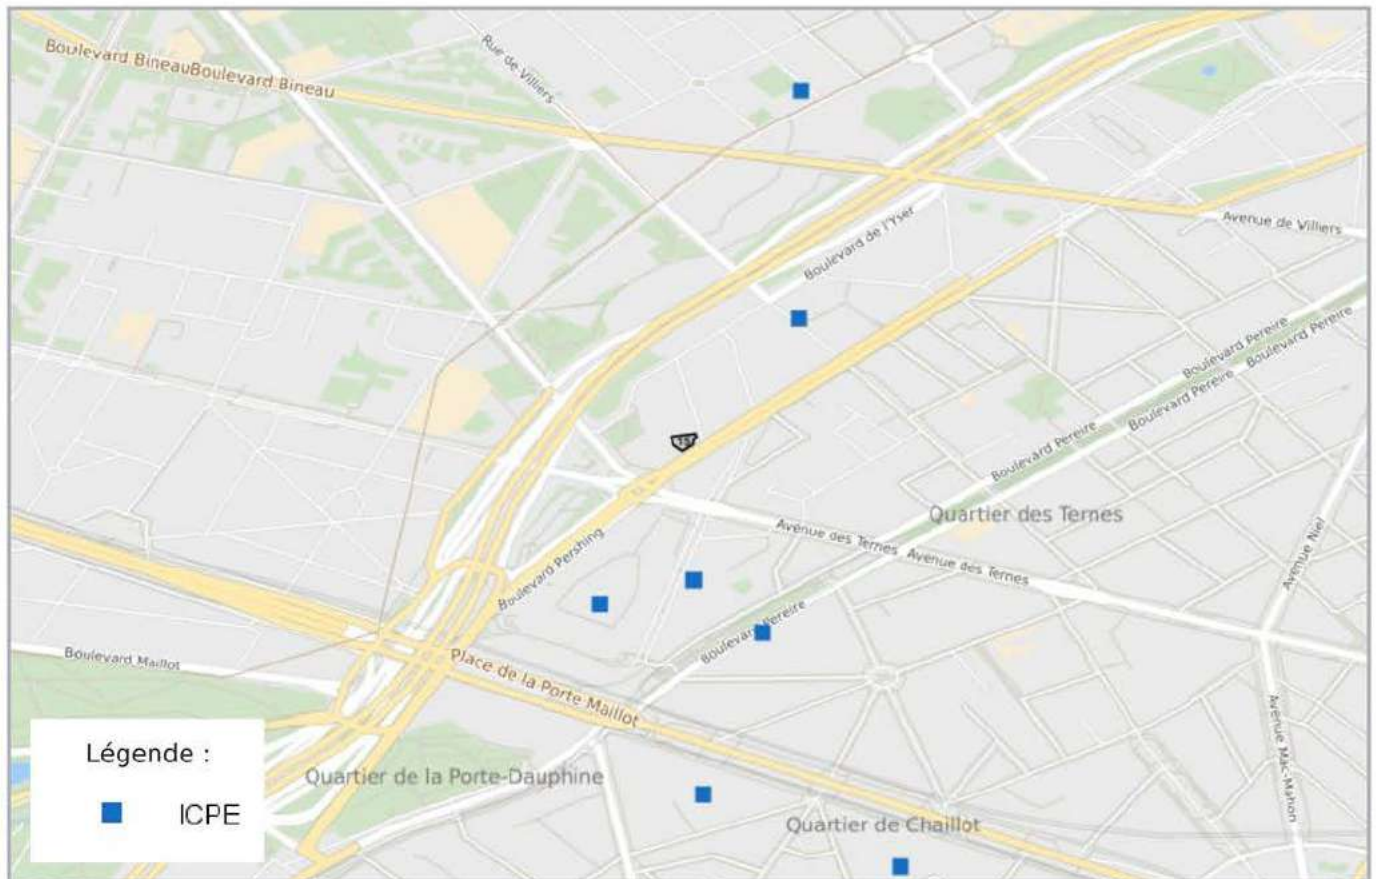 Boulevard BineauBoulevard Bineau
Rue de Villiers
Avenue de Villiers
Boulevard de l'Yser
Boulevard Pereire
Boulevard Pereire
Boulevard Pereire
Boulevard Pereire
Quartier des Ternes
Avenue des Ternes
Avenue des Ternes
Avenue Niel
Boulevard Pershing
Boulevard Pereire
Boulevard Maillot
Place de la Porte Maillot
Avenue Mac-Mahon
Légende :
Quartier de la Porte-Dauphine
ICPE
Quartier de Chaillot